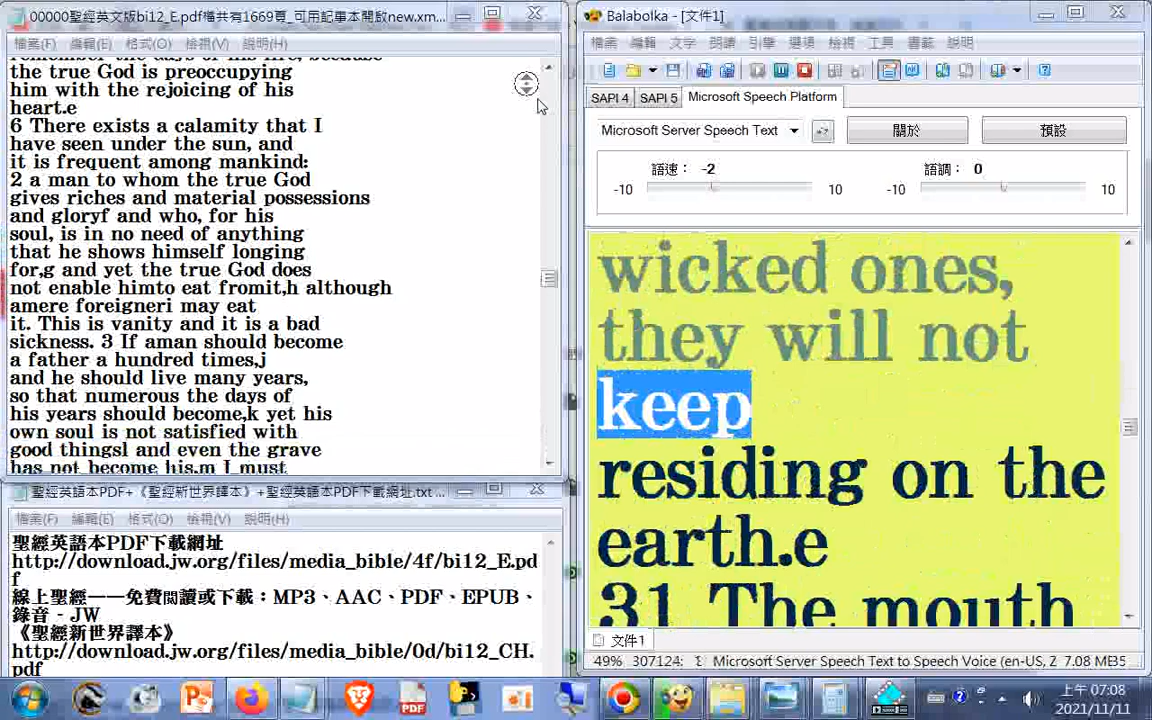 00000聖經英文版bi12_E.pdf檔共有1669頁_可用記事本開啟new.xm...
檔案(F) 編輯(E) 格式(O) 檢視(V) 說明(H)
remember the days of his life, because
the true God is preoccupying
him with the rejoicing of his
heart.e
6 There exists a calamity that I
have seen under the sun, and
it is frequent among mankind:
2 a man to whom the true God
gives riches and material possessions
and gloryf and who, for his
soul, is in no need of anything
that he shows himself longing
for,g and yet the true God does
not enable himto eat fromit,h although
amere foreigneri may eat
it. This is vanity and it is a bad
sickness. 3 If aman should become
a father a hundred times,j
and he should live many years,
so that numerous the days of
his years should become,k yet his
own soul is not satisfied with
good thingsl and even the grave
has not become his,m I must
聖經英語本PDF+《聖經新世界譯本》+聖經英語本PDF下載網址.txt ...
檔案(F) 編輯(E) 格式(O) 檢視(V) 說明(H)
聖經英語本PDF下載網址
http://download.jw.org/files/media_bible/4f/bi12_E.pd
f
線上聖經——免費閱讀或下載：MP3、AAC、PDF、EPUB、
錄音 - JW
《聖經新世界譯本》
http://download.jw.org/files/media_bible/0d/bi12_CH.
pdf
Balabolka - [文件1]
檔案 編輯 文字 朗讀 引擎 選項 檢視 工具 書籤 說明
SAPI 4 SAPI 5 Microsoft Speech Platform
Microsoft Server Speech Text 關於 預設
語速： -2 語調： 0
-10 10 -10 10
wicked ones,
they will not
keep
residing on the
earth.e
31 The mouth
文件1
49% 307124: Microsoft Server Speech Text to Speech Voice (en-US, Z 7.08 MB
上午 07:08
2021/11/11